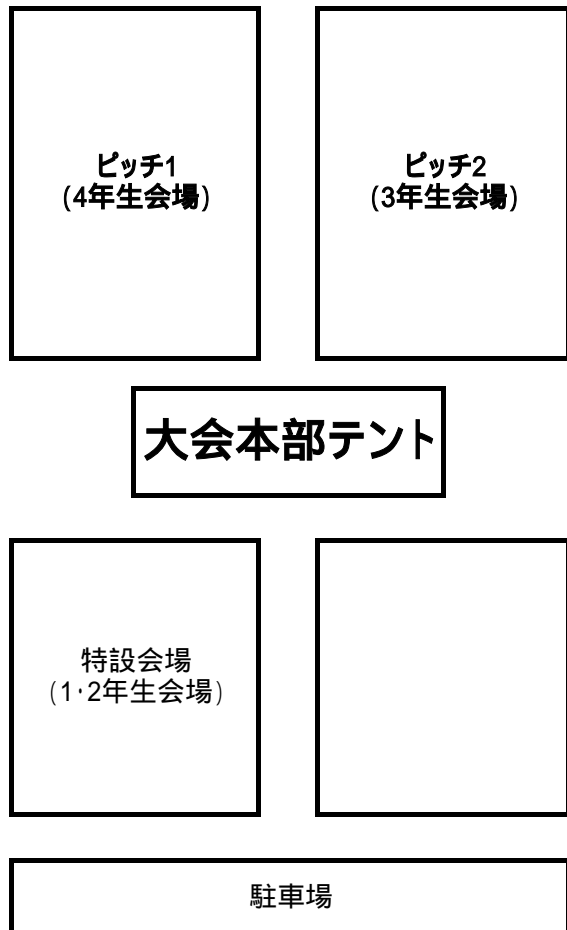 ピッチ1
(4年生会場)
ピッチ2
(3年生会場)
大会本部テント
特設会場
(1・2年生会場)
駐車場